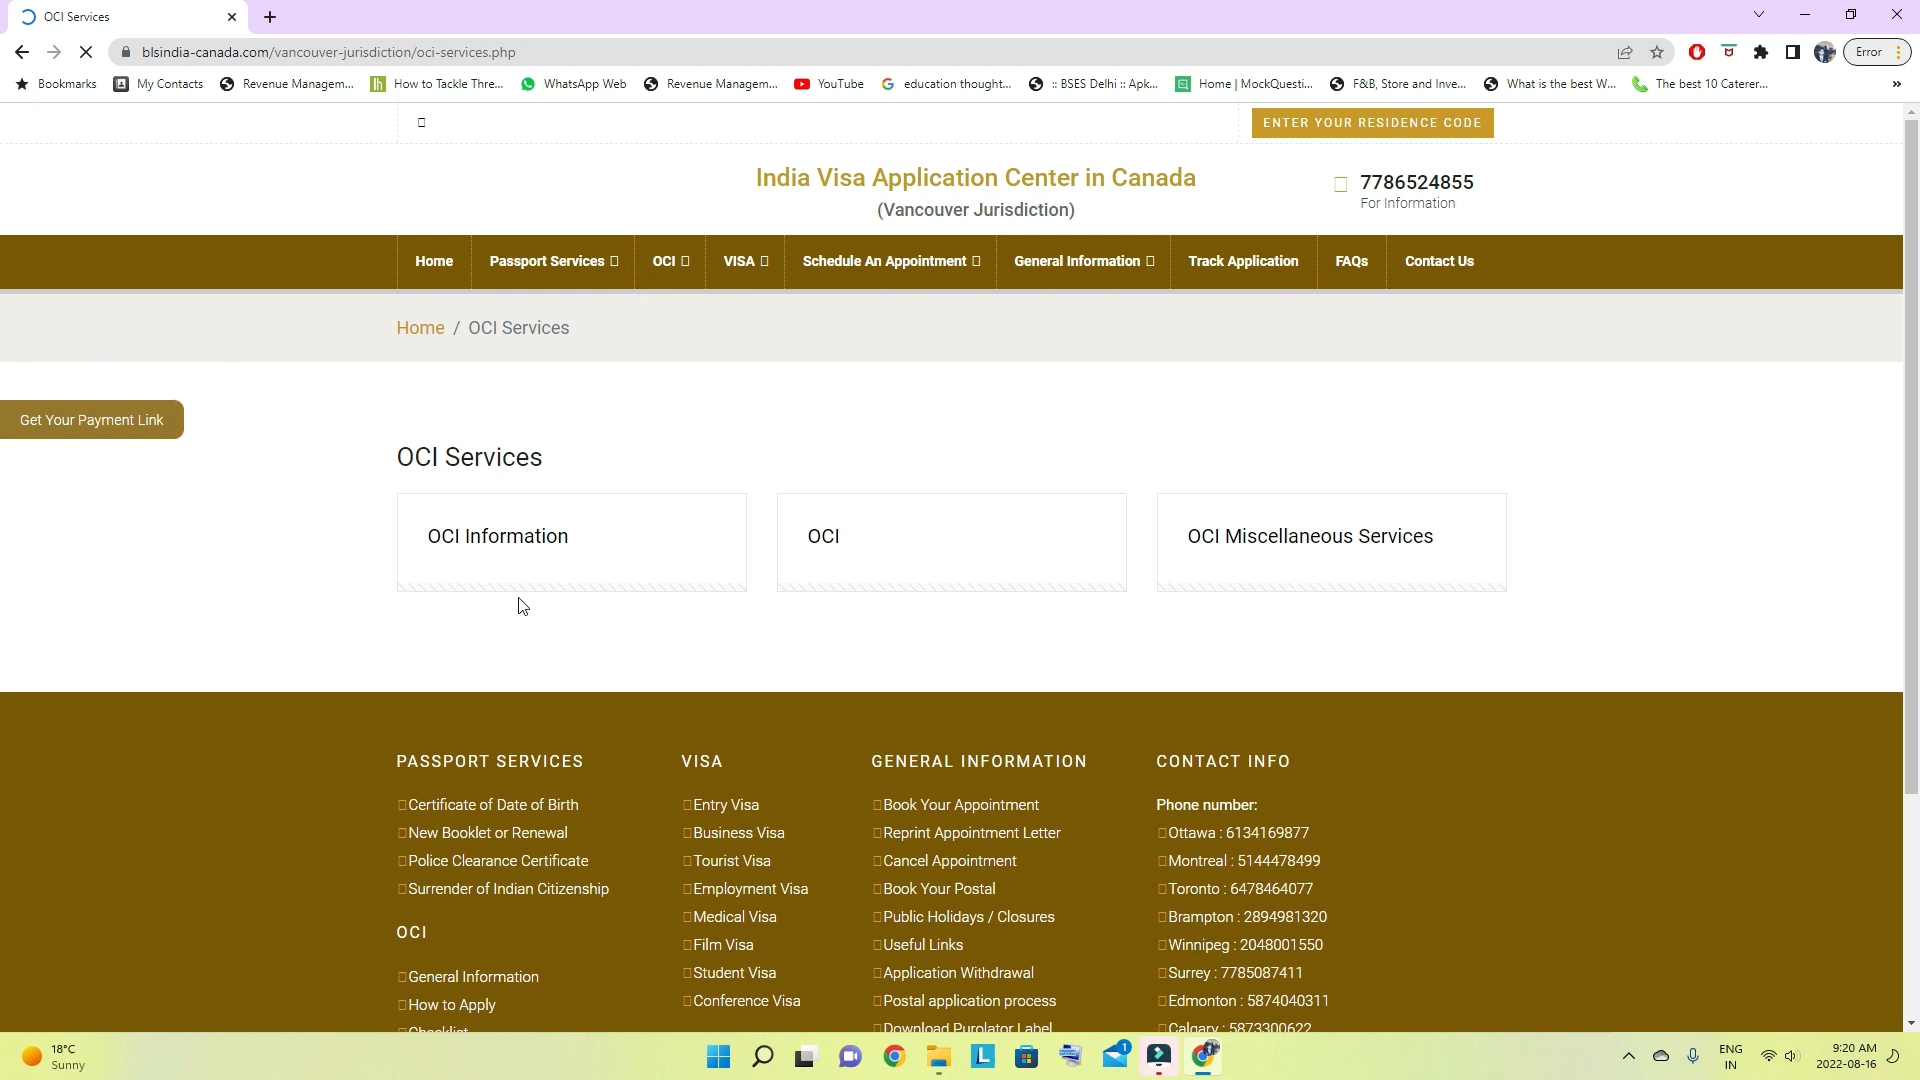 OCI Services
blsindia-canada.com/vancouver-jurisdiction/oci-services.php
Error
Bookmarks
My Contacts
Revenue Managem...
How to Tackle Thre...
WhatsApp Web
Revenue Managem...
YouTube
education thought...
:: BSES Delhi :: Apk...
Home | MockQuesti...
F&B, Store and Inve...
What is the best W...
The best 10 Caterer...
»
ENTER YOUR RESIDENCE CODE
India Visa Application Center in Canada
(Vancouver Jurisdiction)
7786524855
For Information
Home
Passport Services
OCI
VISA
Schedule An Appointment
General Information
Track Application
FAQs
Contact Us
Home / OCI Services
Get Your Payment Link
OCI Services
OCI Information
OCI
OCI Miscellaneous Services
PASSPORT SERVICES
Certificate of Date of Birth
New Booklet or Renewal
Police Clearance Certificate
Surrender of Indian Citizenship
OCI
General Information
How to Apply
Checklist
VISA
Entry Visa
Business Visa
Tourist Visa
Employment Visa
Medical Visa
Film Visa
Student Visa
Conference Visa
GENERAL INFORMATION
Book Your Appointment
Reprint Appointment Letter
Cancel Appointment
Book Your Postal
Public Holidays / Closures
Useful Links
Application Withdrawal
Postal application process
Download Purolator Label
CONTACT INFO
Phone number:
Ottawa : 6134169877
Montreal : 5144478499
Toronto : 6478464077
Brampton : 2894981320
Winnipeg : 2048001550
Surrey : 7785087411
Edmonton : 5874040311
Calgary : 5873300622
18°C
Sunny
L
1
ENG
IN
9:20 AM
2022-08-16